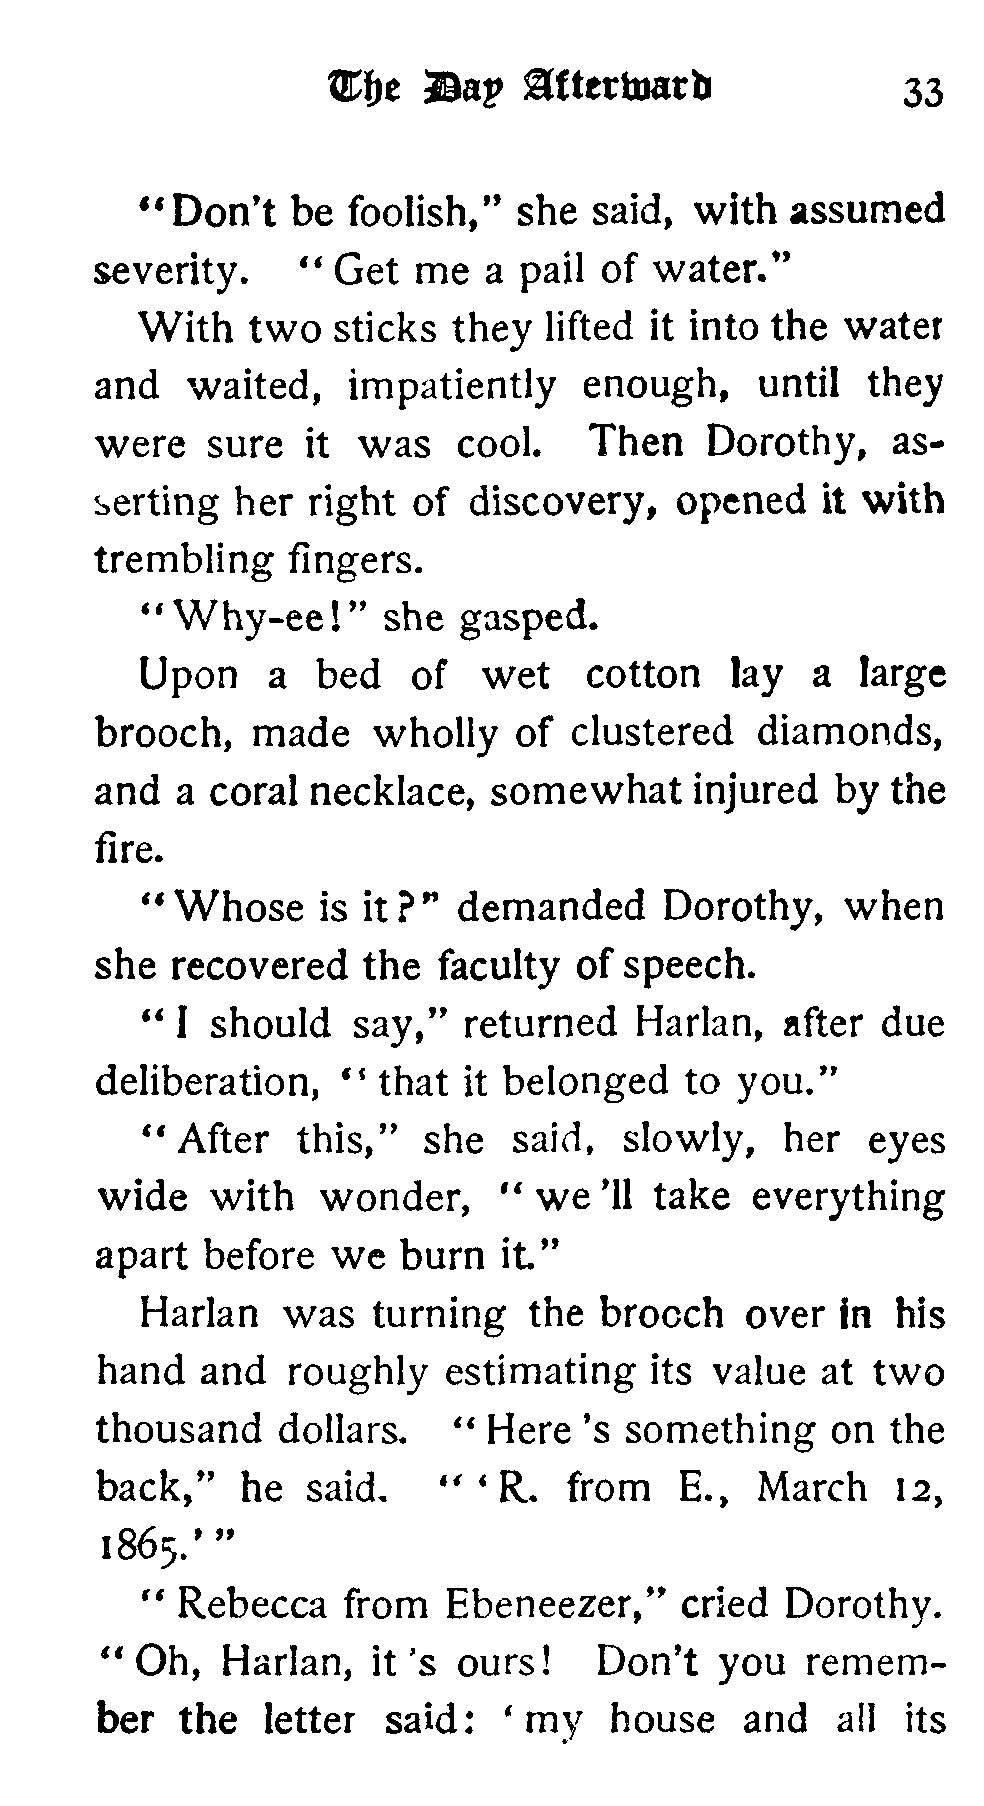 The Day Afterward 33
"Don't be foolish," she said, with assumed
severity. "Get me a pail of water."
With two sticks they lifted it into the water
and waited, impatiently enough, until they
were sure it was cool. Then Dorothy, as-
serting her right of discovery, opened it with
trembling fingers.
"Why-ee!" she gasped.
Upon a bed of wet cotton lay a large
brooch, made wholly of clustered diamonds,
and a coral necklace, somewhat injured by the
fire.
"Whose is it?" demanded Dorothy, when
she recovered the faculty of speech.
"I should say," returned Harlan, after due
deliberation, "that it belonged to you."
"After this," she said, slowly, her eyes
wide with wonder, "we'll take everything
apart before we burn it."
Harlan was turning the brooch over in his
hand and roughly estimating its value at two
thousand dollars. "Here's something on the
back," he said. "'R. from E., March 12,
1865.'"
"Rebecca from Ebeneezer," cried Dorothy.
"Oh, Harlan, it's ours! Don't you remem-
ber the letter said: 'my house and all its